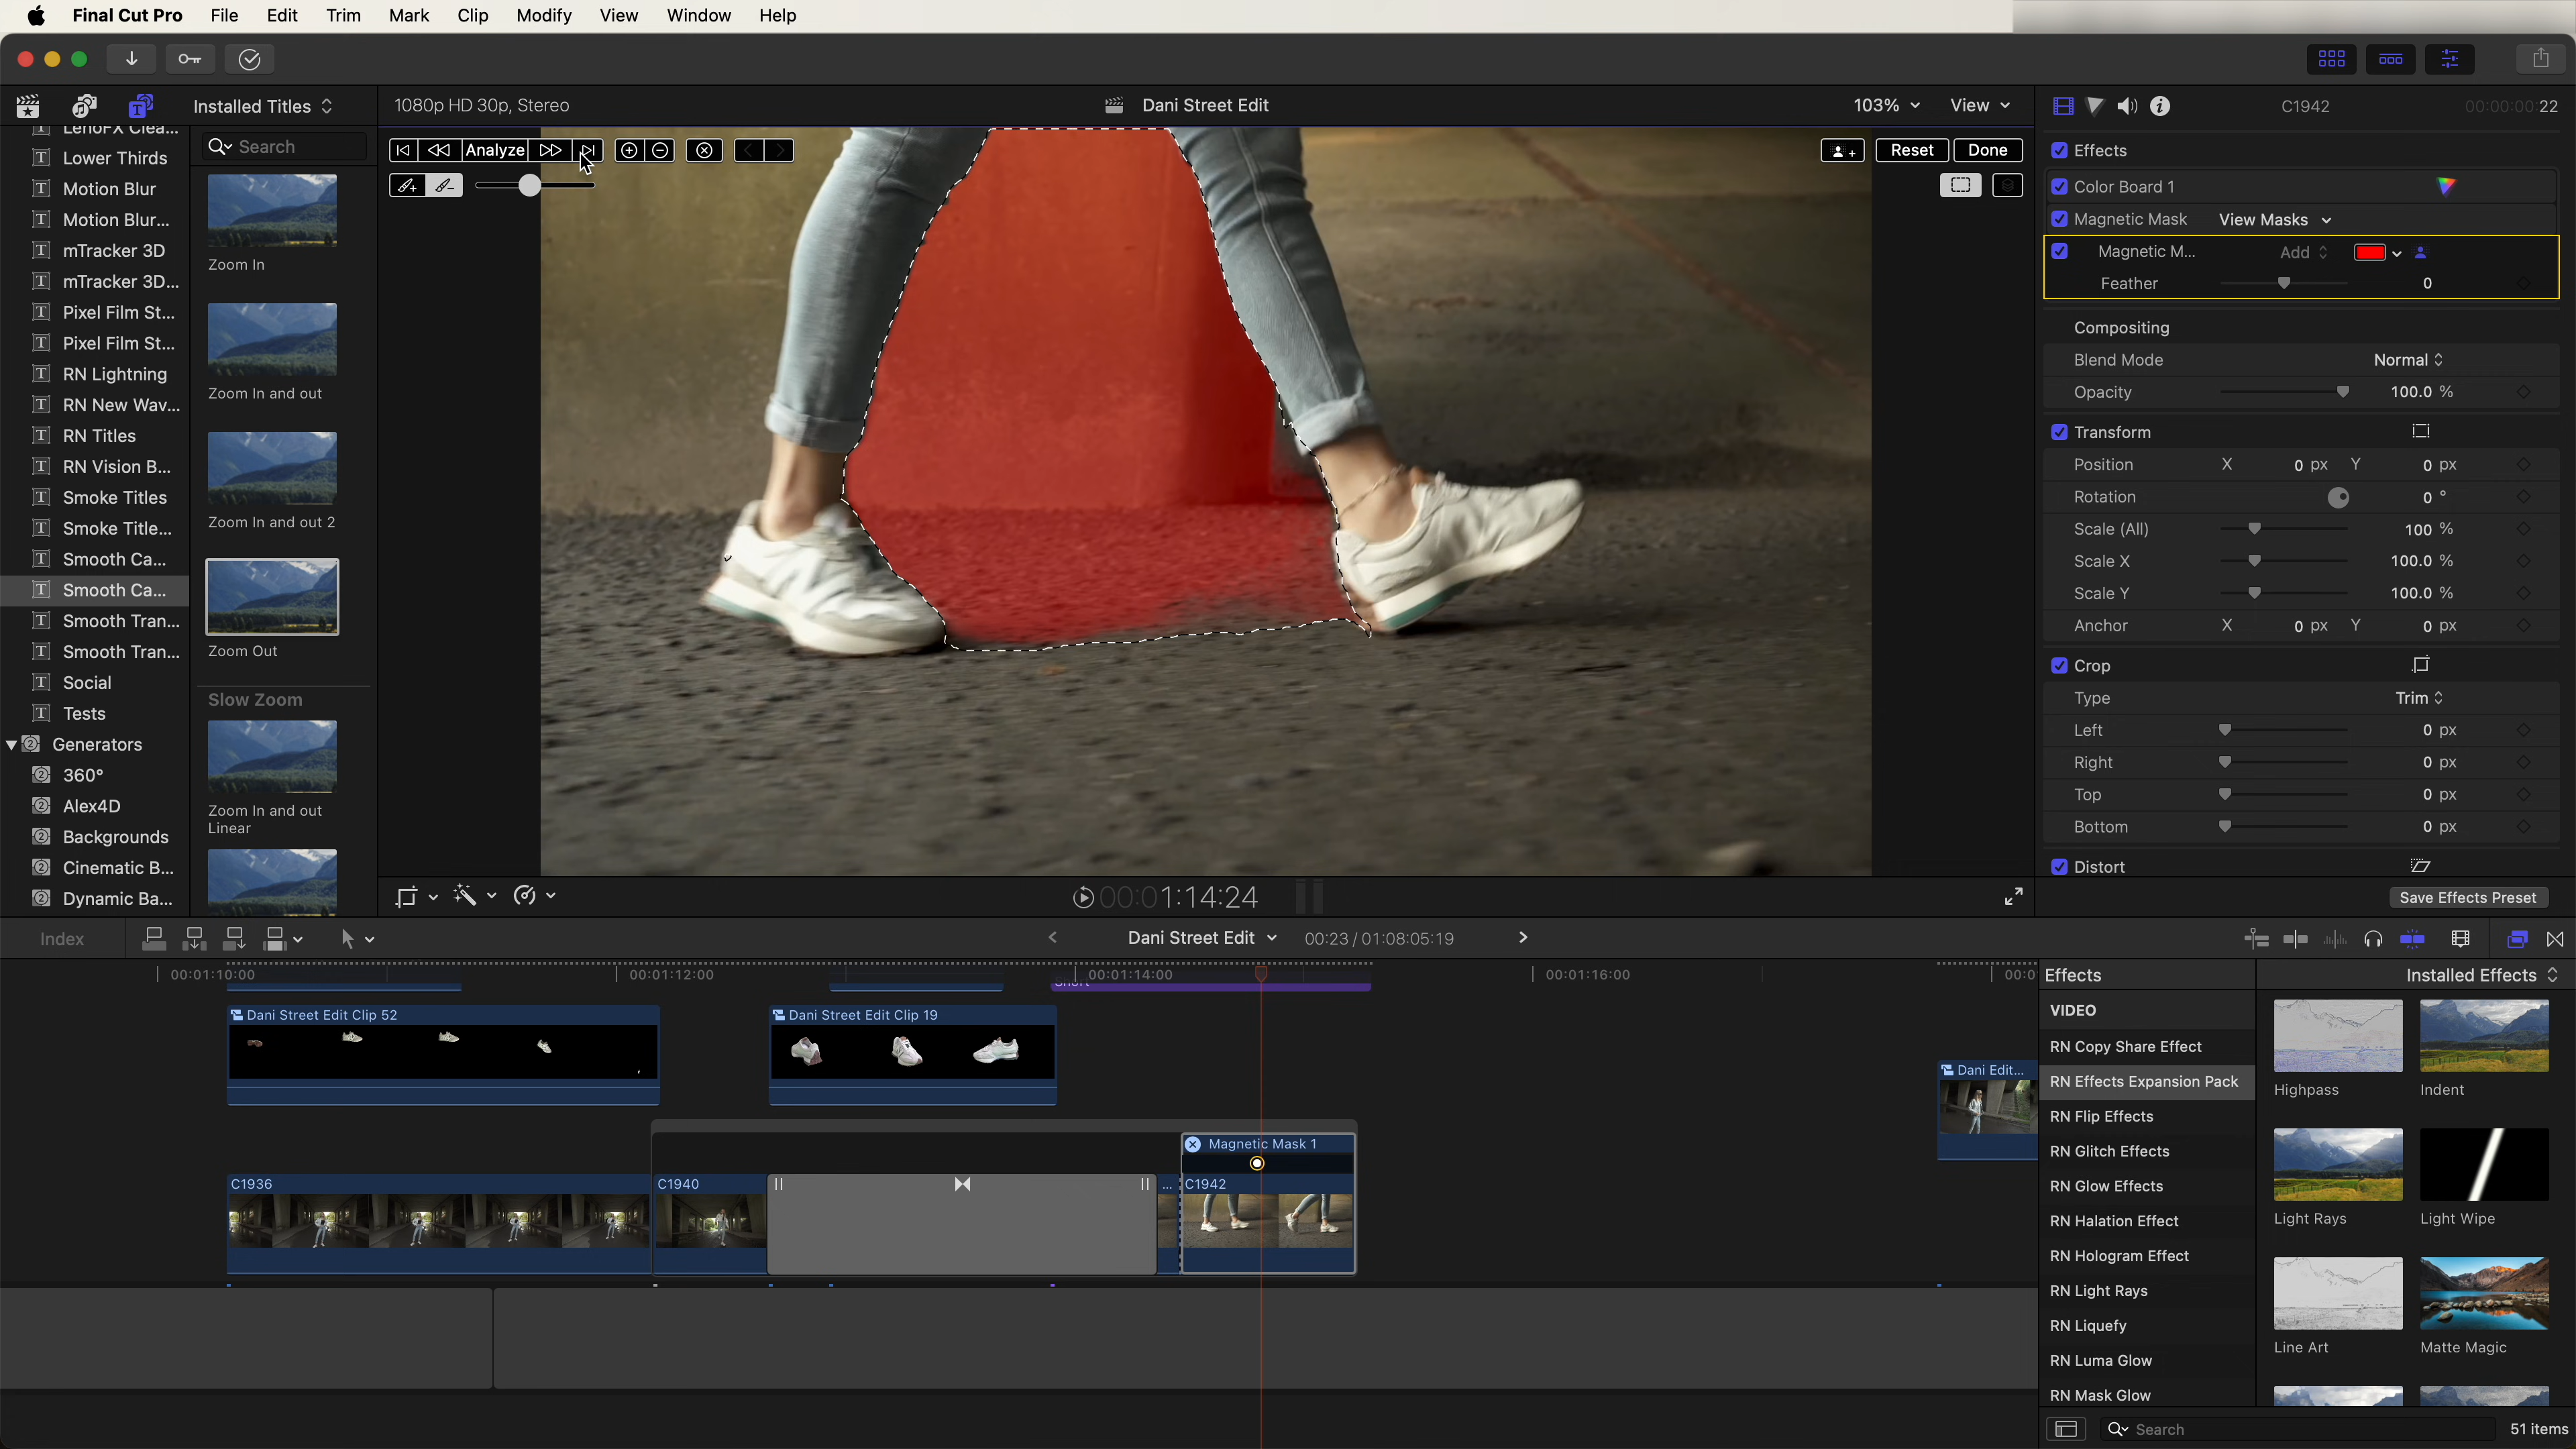 Final Cut Pro File Edit Trim Mark Clip Modify View Window Help
Installed Titles
1080p HD 30p, Stereo
Dani Street Edit
103% View
C1942
00:00:00:22
LenoFX Clea...
Lower Thirds
Motion Blur
Motion Blur...
mTracker 3D
mTracker 3D...
Pixel Film St...
Pixel Film St...
RN Lightning
RN New Wav...
RN Titles
RN Vision B...
Smoke Titles
Smoke Title...
Smooth Ca...
Smooth Ca...
Smooth Tran...
Smooth Tran...
Social
Tests
Generators
360°
Alex4D
Backgrounds
Cinematic B...
Dynamic Ba...
Search
Zoom In
Zoom In and out
Zoom In and out 2
Zoom Out
Slow Zoom
Zoom In and out
Linear
Analyze
Reset Done
Effects
Color Board 1
Magnetic Mask View Masks
Magnetic M... Add
Feather 0
Compositing
Blend Mode Normal
Opacity 100.0 %
Transform
Position X 0 px Y 0 px
Rotation 0 °
Scale (All) 100 %
Scale X 100.0 %
Scale Y 100.0 %
Anchor X 0 px Y 0 px
Crop
Type Trim
Left 0 px
Right 0 px
Top 0 px
Bottom 0 px
Distort
Save Effects Preset
00:01:14:24
Index
Dani Street Edit
00:23 / 01:08:05:19
00:01:10:00
00:01:12:00
00:01:14:00
00:01:16:00
00:0
Short
Dani Street Edit Clip 52
Dani Street Edit Clip 19
Dani Edit...
Magnetic Mask 1
C1936
C1940
...
C1942
Effects
Installed Effects
VIDEO
RN Copy Share Effect
RN Effects Expansion Pack
RN Flip Effects
RN Glitch Effects
RN Glow Effects
RN Halation Effect
RN Hologram Effect
RN Light Rays
RN Liquefy
RN Luma Glow
RN Mask Glow
Highpass
Indent
Light Rays
Light Wipe
Line Art
Matte Magic
Search
51 items